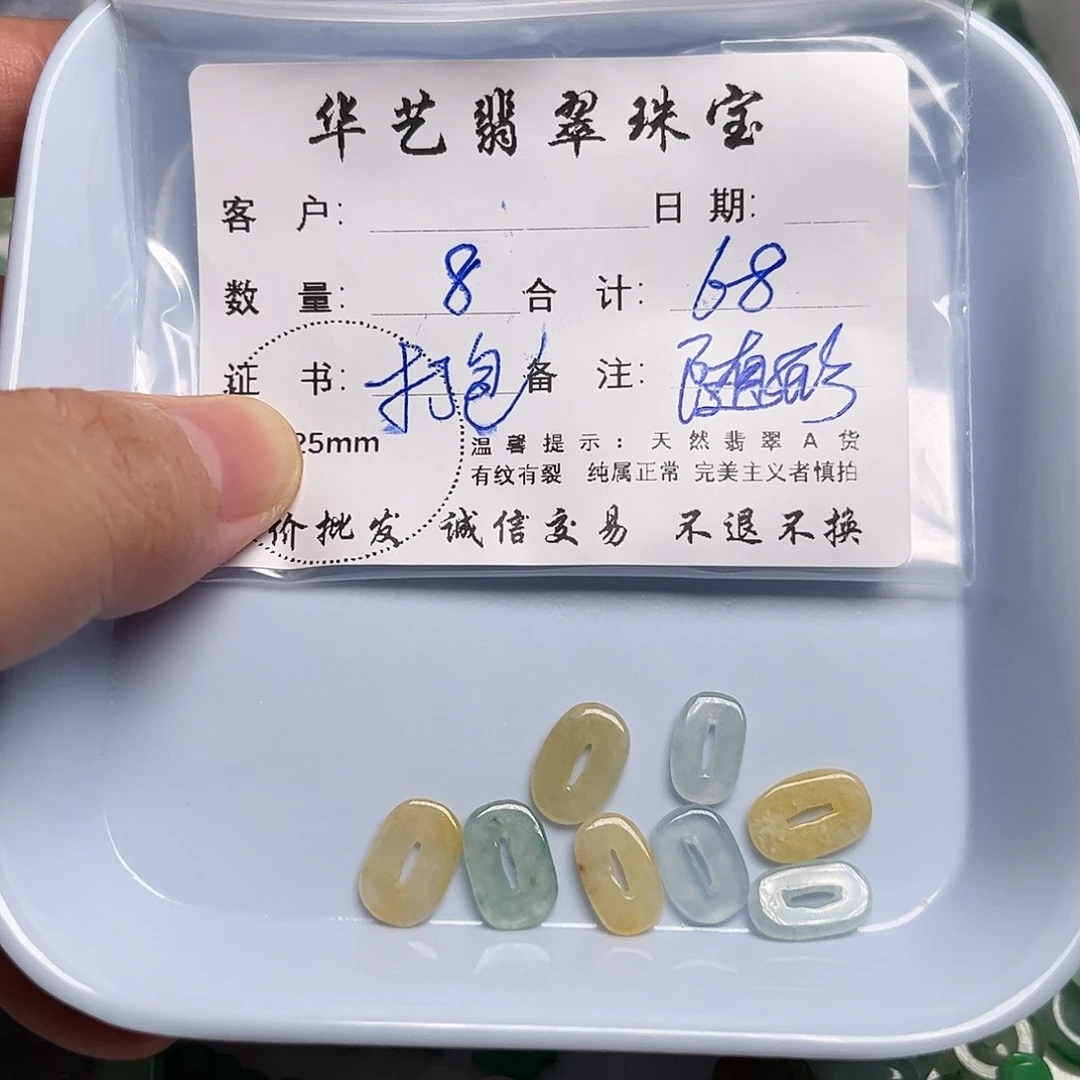 华艺翡翠珠宝
客 户: 日 期:
数 量: 8 合 计: 68
证 书: 打包 备 注:
25mm 温馨提示: 天然翡翠A货
有纹有裂 纯属正常 完美主义者慎拍
价批发 诚信交易 不退不换